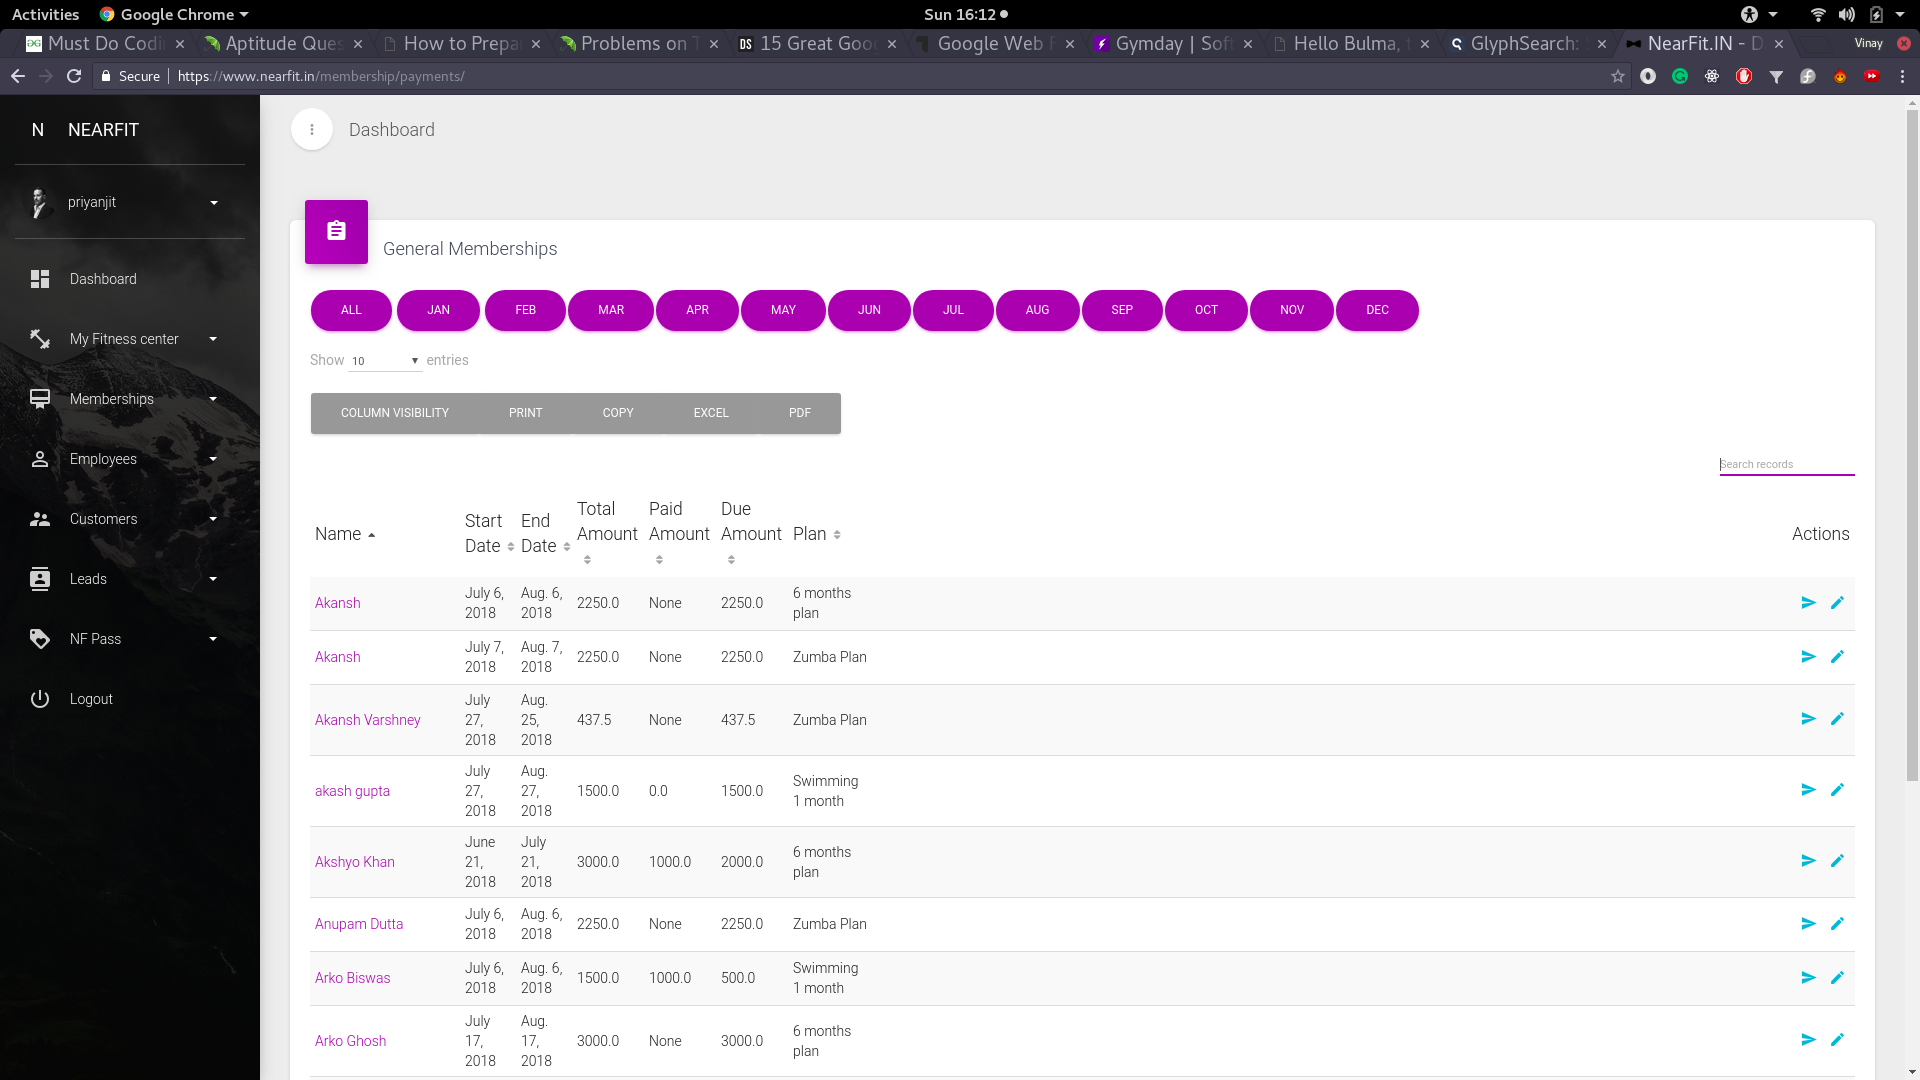 Activities Google Chrome Sun 16:12
Must Do Codi Aptitude Ques How to Prepa Problems on T 15 Great Goo Google Web F Gymday | Sof Hello Bulma, t GlyphSearch: NearFit.IN - D Vinay
Secure https://www.nearfit.in/membership/payments/
N NEARFIT
priyanjit
Dashboard
My Fitness center
Memberships
Employees
Customers
Leads
NF Pass
Logout
Dashboard
General Memberships
ALL JAN FEB MAR APR MAY JUN JUL AUG SEP OCT NOV DEC
Show 10 entries
COLUMN VISIBILITY PRINT COPY EXCEL PDF
Search records
Name Start Date End Date Total Amount Paid Amount Due Amount Plan Actions
Akansh July 6, 2018 Aug. 6, 2018 2250.0 None 2250.0 6 months plan
Akansh July 7, 2018 Aug. 7, 2018 2250.0 None 2250.0 Zumba Plan
Akansh Varshney July 27, 2018 Aug. 25, 2018 437.5 None 437.5 Zumba Plan
akash gupta July 27, 2018 Aug. 27, 2018 1500.0 0.0 1500.0 Swimming 1 month
Akshyo Khan June 21, 2018 July 21, 2018 3000.0 1000.0 2000.0 6 months plan
Anupam Dutta July 6, 2018 Aug. 6, 2018 2250.0 None 2250.0 Zumba Plan
Arko Biswas July 6, 2018 Aug. 6, 2018 1500.0 1000.0 500.0 Swimming 1 month
Arko Ghosh July 17, 2018 Aug. 17, 2018 3000.0 None 3000.0 6 months plan